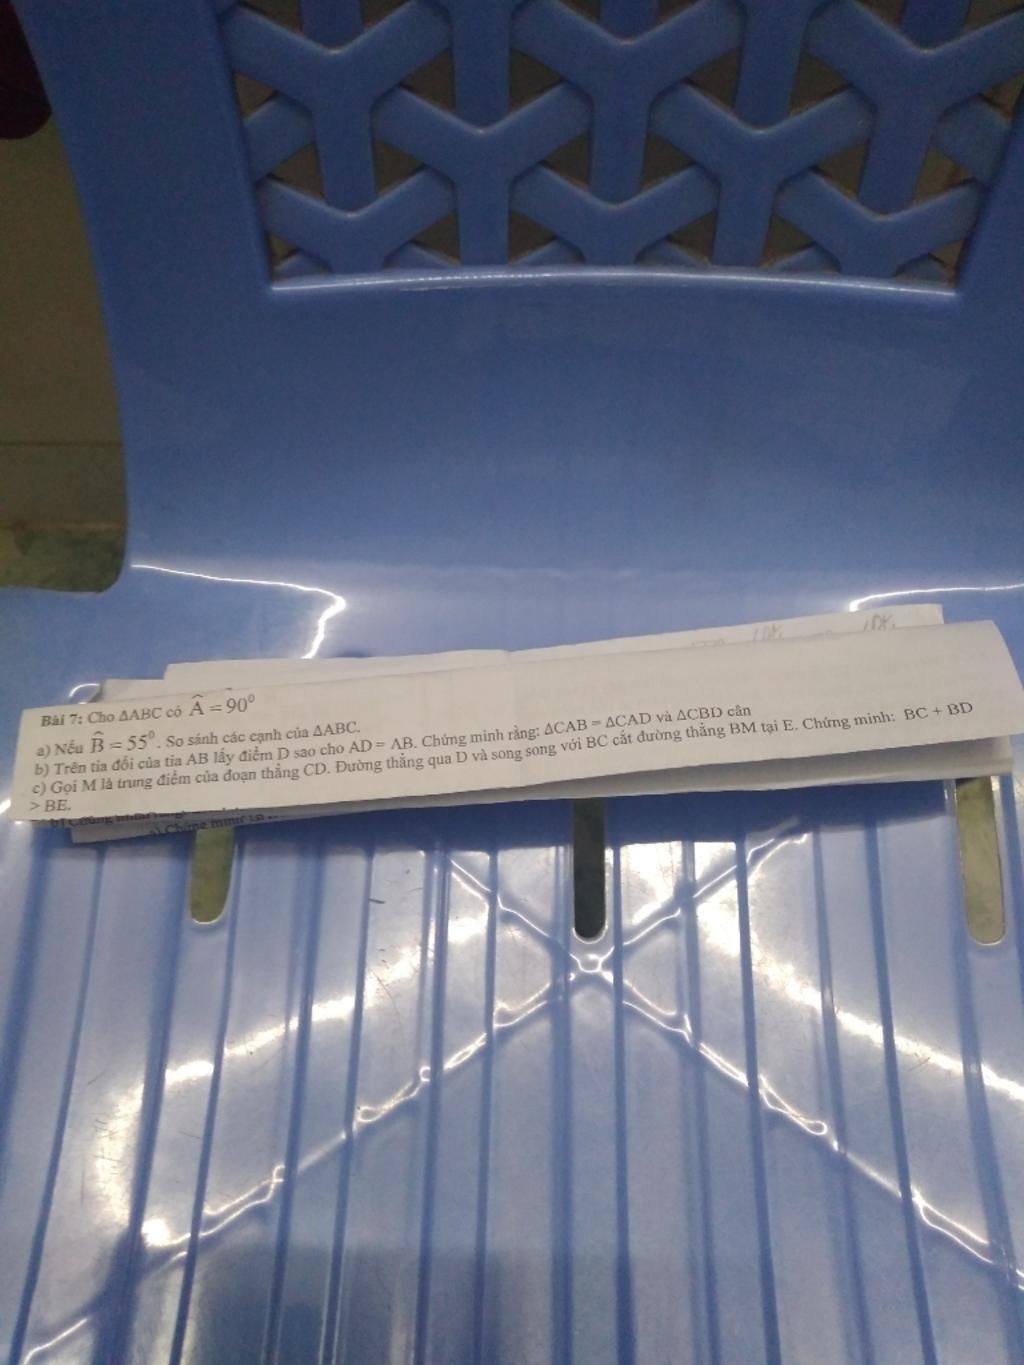 Bài 7: Cho ΔABC có Â = 90⁰
a) Nếu B̂ = 55⁰. So sánh các cạnh của ΔABC.
b) Trên tia đối của tia AB lấy điểm D sao cho AD = AB. Chứng minh rằng: ΔCAB = ΔCAD và ΔCBD cân
c) Gọi M là trung điểm của đoạn thẳng CD. Đường thẳng qua D và song song với BC cắt đường thẳng BM tại E. Chứng minh: BC + BD
> BE.
a) Chứng minh